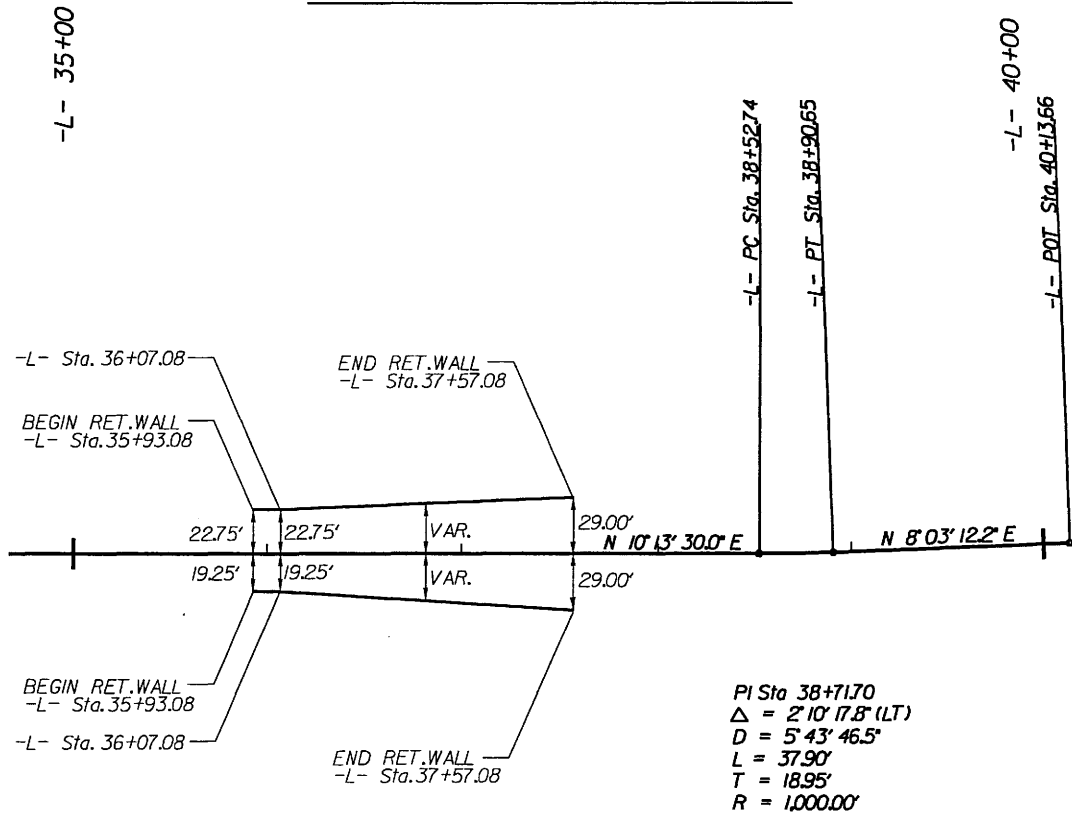 -L- 35+00
-L- PC Sta. 38+52.74
-L- PT Sta. 38+90.65
-L- 40+00
-L- POT Sta. 40+13.66
-L- Sta. 36+07.08
BEGIN RET. WALL
-L- Sta. 35+93.08
END RET. WALL
-L- Sta. 37+57.08
22.75' 22.75' VAR. 29.00'
N 10° 13' 30.0" E
N 8° 03' 12.2" E
19.25' 19.25' VAR. 29.00'
BEGIN RET. WALL
-L- Sta. 35+93.08
-L- Sta. 36+07.08
END RET. WALL
-L- Sta. 37+57.08
PI Sta 38+71.70
Δ = 2° 10' 17.8" (LT)
D = 5° 43' 46.5"
L = 37.90'
T = 18.95'
R = 1,000.00'